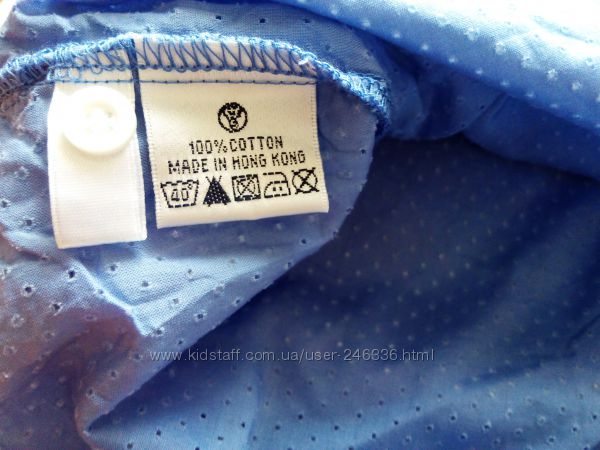 100% COTTON
MADE IN HONG KONG
40°
www.kidstaff.com.ua/user-246836.html